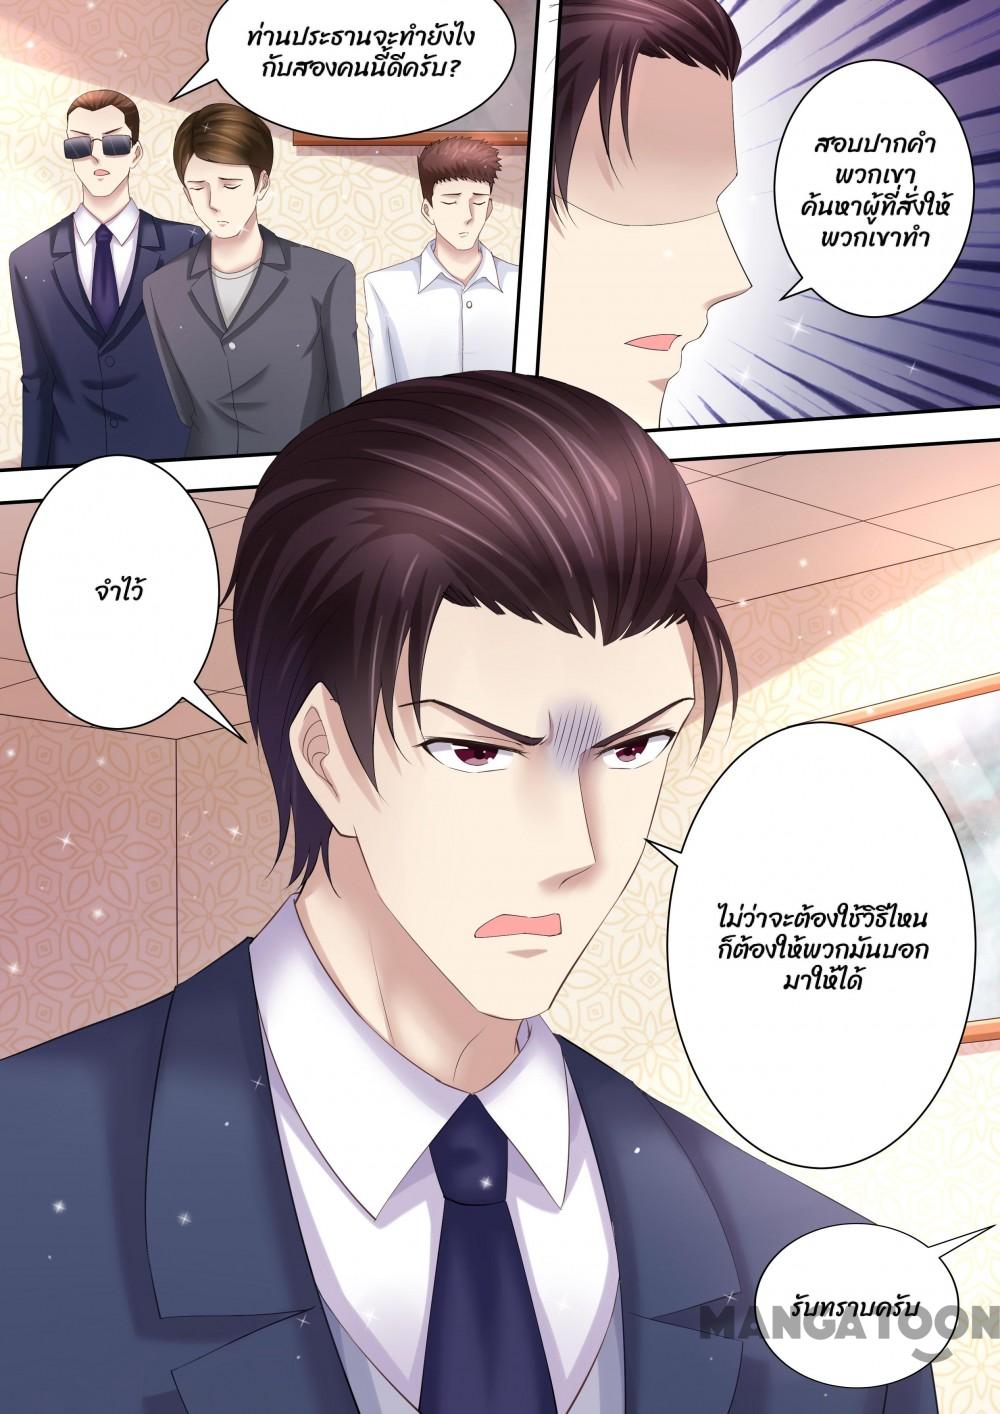 ท่านประธานจะทำยังไง
กับสองคนนี้ดีครับ?
สอบปากคำ
พวกเขา
ค้นหาผู้ที่สั่งให้
พวกเขาทำ
จำไว้
ไม่ว่าจะต้องใช้วิธีไหน
ก็ต้องให้พวกมันบอก
มาให้ได้
รับทราบครับ
MANGATOON